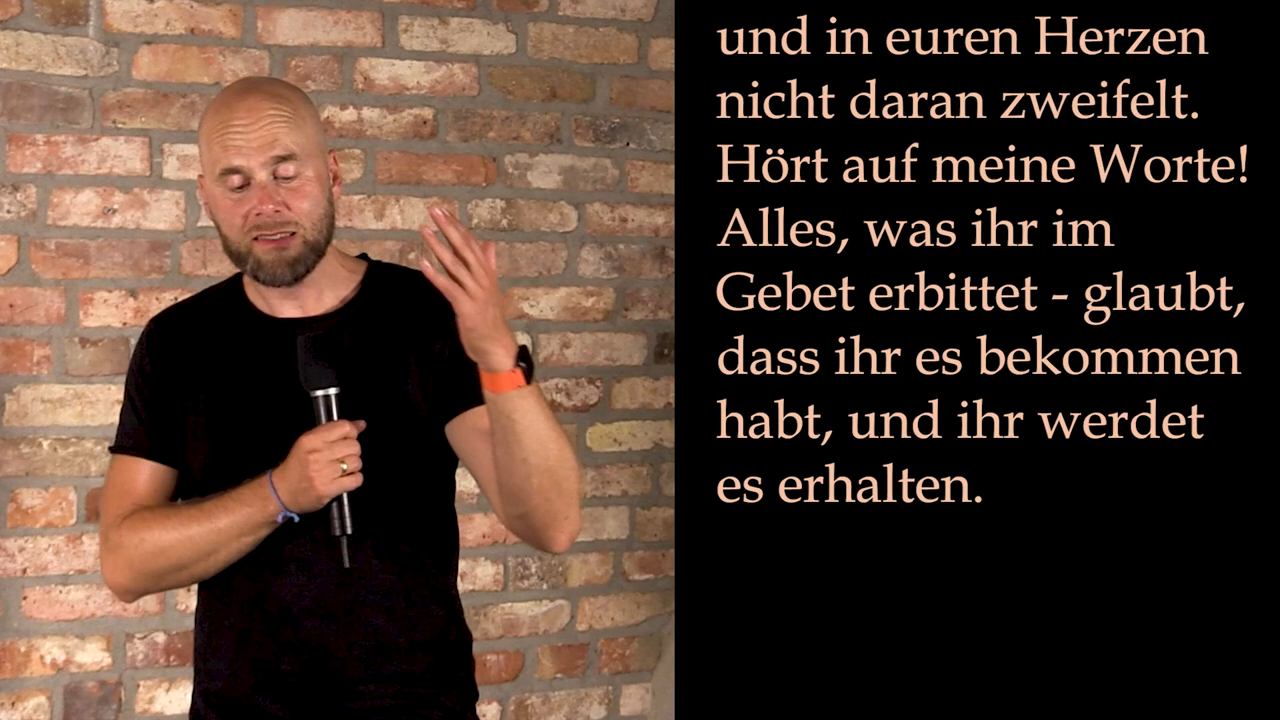 und in euren Herzen
nicht daran zweifelt.
Hört auf meine Worte!
Alles, was ihr im
Gebet erbittet - glaubt,
dass ihr es bekommen
habt, und ihr werdet
es erhalten.